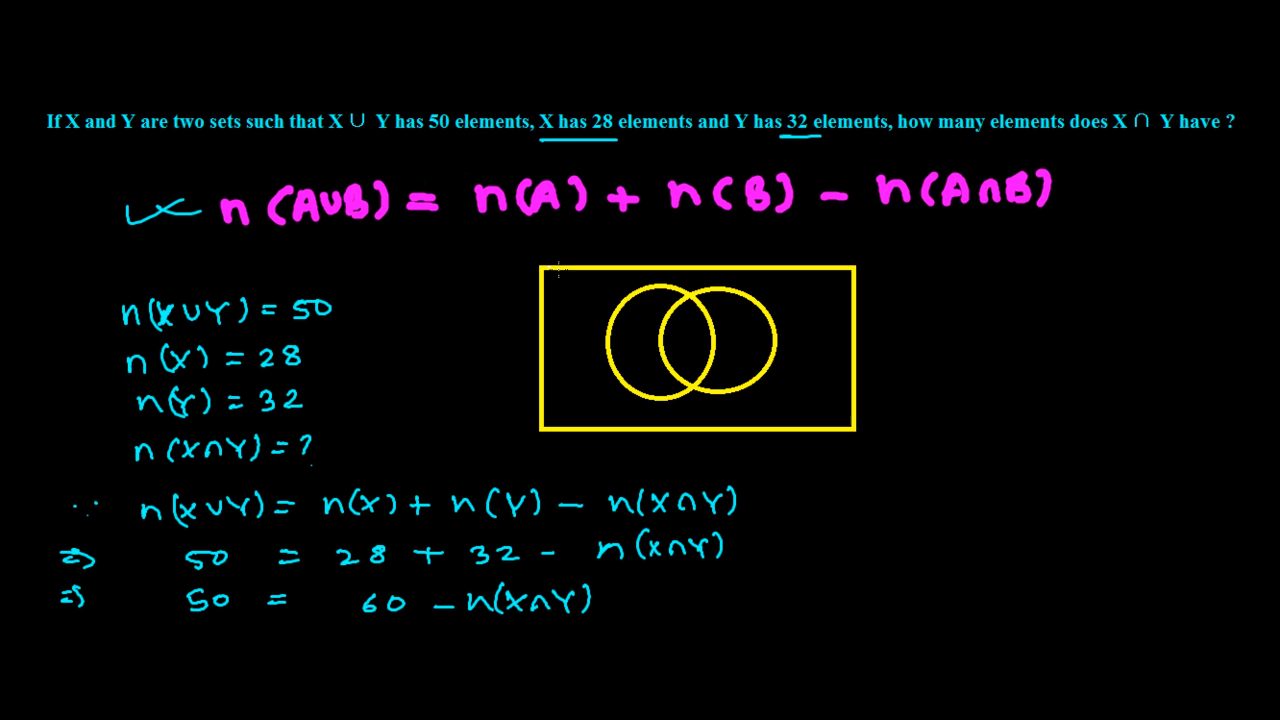 If X and Y are two sets such that X ∪ Y has 50 elements, X has 28 elements and Y has 32 elements, how many elements does X ∩ Y have ?
n(A∪B) = n(A) + n(B) - n(A∩B)
n(X∪Y) = 50
n(X) = 28
n(Y) = 32
n(X∩Y) = ?
∵ n(X∪Y) = n(X) + n(Y) - n(X∩Y)
⇒ 50 = 28 + 32 - n(X∩Y)
⇒ 50 = 60 - n(X∩Y)